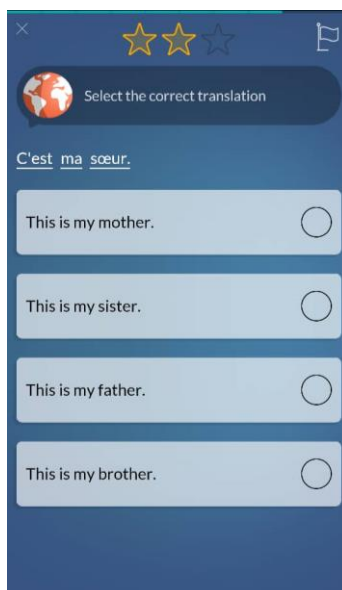 Select the correct translation
C'est ma sœur.
This is my mother.
This is my sister.
This is my father.
This is my brother.